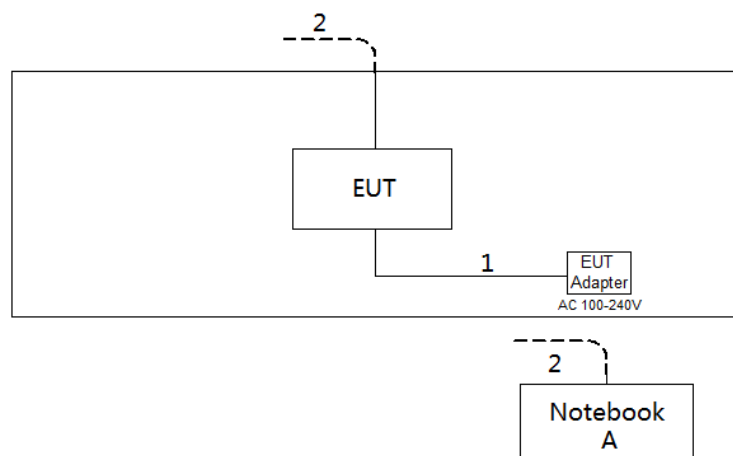 2
EUT
1
EUT
Adapter
AC 100-240V
2
Notebook
A